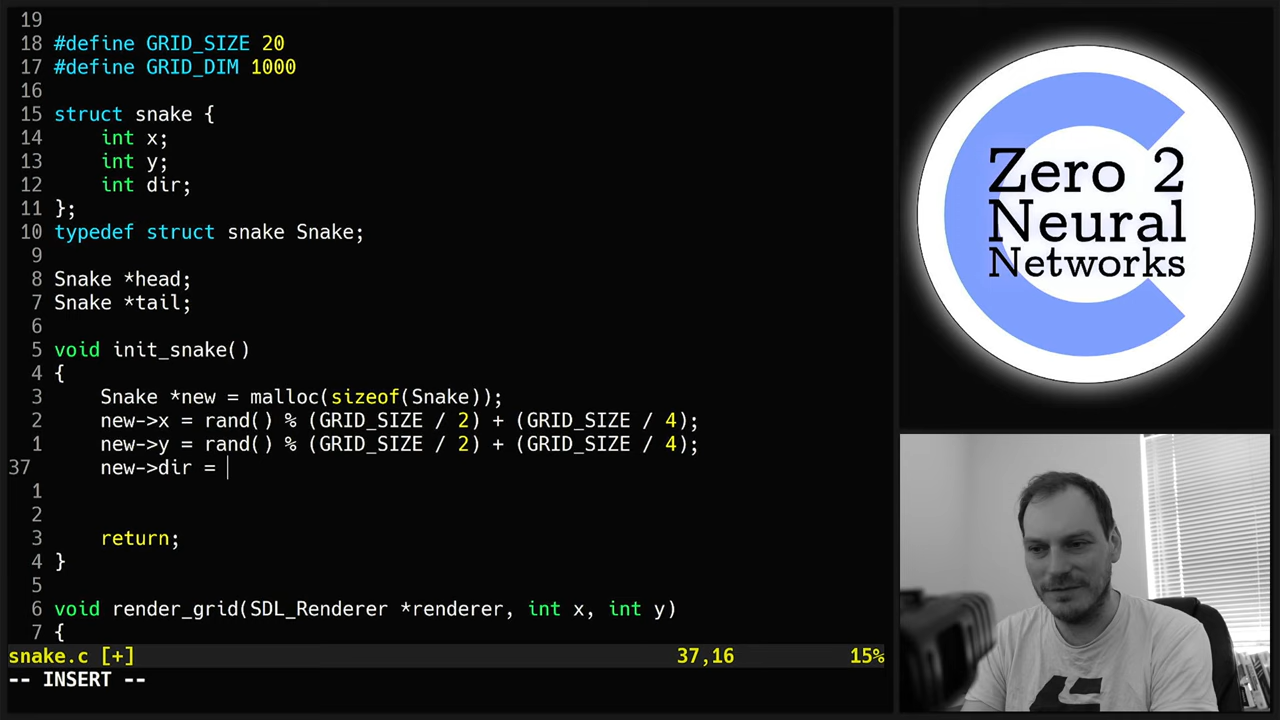 19
18 #define GRID_SIZE 20
17 #define GRID_DIM 1000
16
15 struct snake {
14     int x;
13     int y;
12     int dir;
11 };
10 typedef struct snake Snake;
9
8 Snake *head;
7 Snake *tail;
6
5 void init_snake()
4 {
3     Snake *new = malloc(sizeof(Snake));
2     new->x = rand() % (GRID_SIZE / 2) + (GRID_SIZE / 4);
1     new->y = rand() % (GRID_SIZE / 2) + (GRID_SIZE / 4);
37     new->dir =
1
2
3     return;
4 }
5
6 void render_grid(SDL_Renderer *renderer, int x, int y)
7 {
snake.c [+] 37,16 15%
-- INSERT --
Zero 2
Neural
Networks